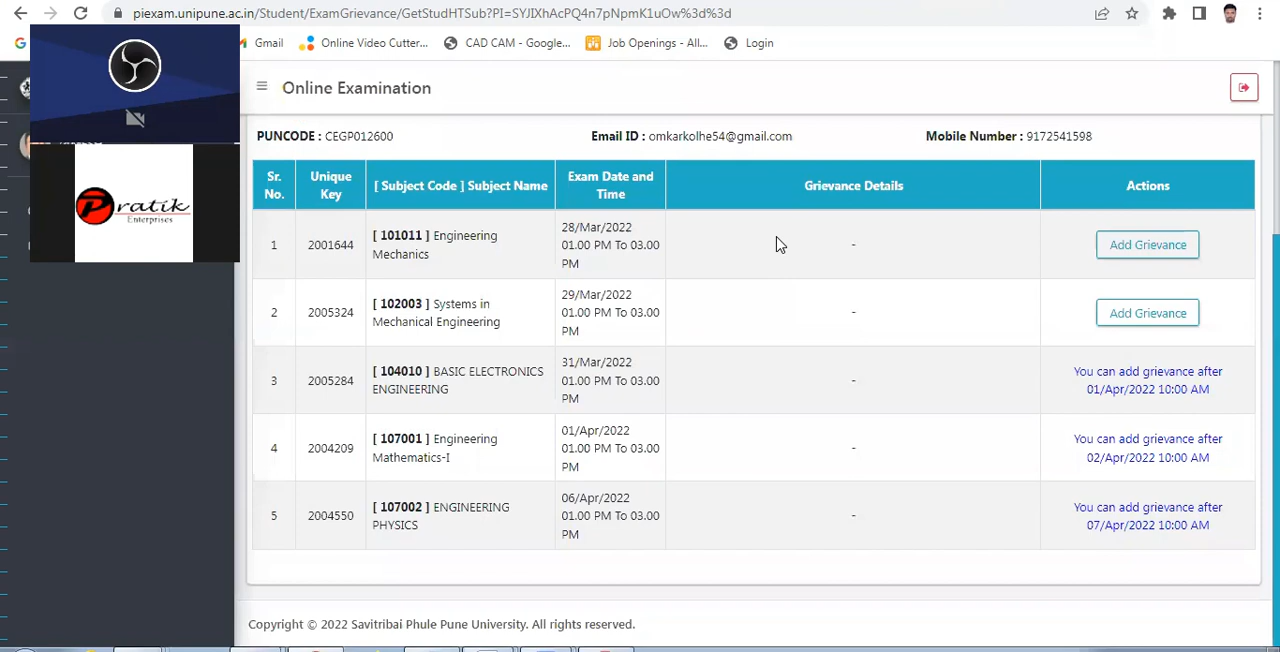 piexam.unipune.ac.in/Student/ExamGrievance/GetStudHTSub?PI=SYJIXhAcPQ4n7pNpmK1uOw%3d%3d
G Gmail Online Video Cutter... CAD CAM - Google... Job Openings - All... Login
Online Examination
PUNCODE : CEGP012600 Email ID : omkarkolhe54@gmail.com Mobile Number : 9172541598
Sr. No. Unique Key [ Subject Code ] Subject Name Exam Date and Time Grievance Details Actions
1 2001644 [ 101011 ] Engineering Mechanics 28/Mar/2022 01.00 PM To 03.00 PM - Add Grievance
2 2005324 [ 102003 ] Systems in Mechanical Engineering 29/Mar/2022 01.00 PM To 03.00 PM - Add Grievance
3 2005284 [ 104010 ] BASIC ELECTRONICS ENGINEERING 31/Mar/2022 01.00 PM To 03.00 PM - You can add grievance after 01/Apr/2022 10:00 AM
4 2004209 [ 107001 ] Engineering Mathematics-I 01/Apr/2022 01.00 PM To 03.00 PM - You can add grievance after 02/Apr/2022 10:00 AM
5 2004550 [ 107002 ] ENGINEERING PHYSICS 06/Apr/2022 01.00 PM To 03.00 PM - You can add grievance after 07/Apr/2022 10:00 AM
Copyright © 2022 Savitribai Phule Pune University. All rights reserved.
Pratik
Enterprises